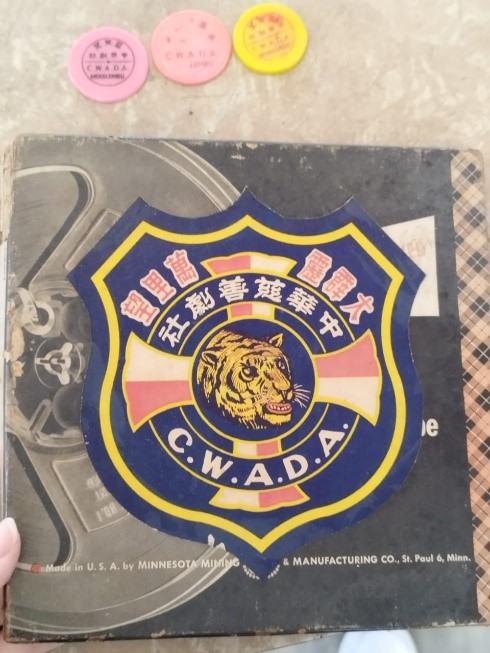 C.W.A.D.A.
MENGLEMBU
C.W.A.D.A.
C.W.A.D.A.
大霹靂 萬里望
中華慈善劇社
C.W.A.D.A.
Made in U. S. A. by MINNESOTA MINING & MANUFACTURING CO., St. Paul 6, Minn.